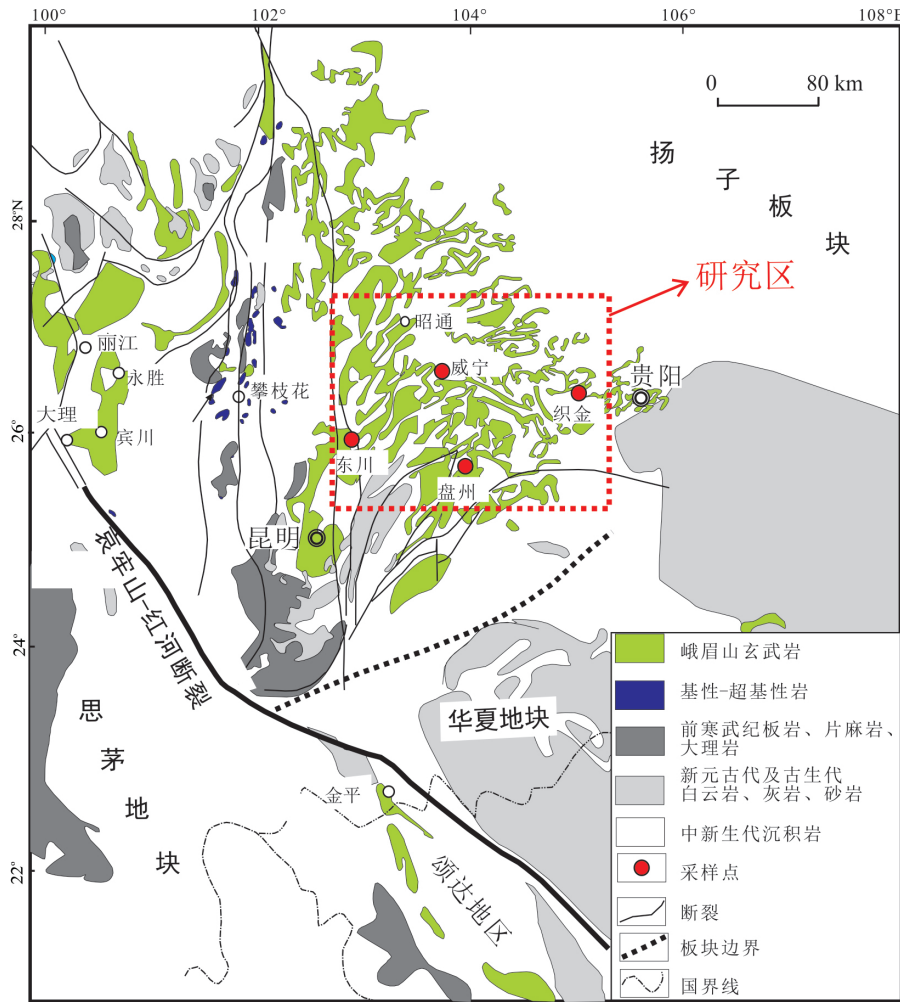 100°
102°
104°
106°
108°E
0
80 km
扬
子
板
块
28°N
研究区
昭通
丽江
永胜
威宁
贵阳
攀枝花
织金
大理
宾川
26°
东川
盘州
昆明
哀牢山-红河断裂
24°
思
茅
地
块
华夏地块
金平
22°
颂达地区
峨眉山玄武岩
基性-超基性岩
前寒武纪板岩、片麻岩、
大理岩
新元古代及古生代
白云岩、灰岩、砂岩
中新生代沉积岩
采样点
断裂
板块边界
国界线